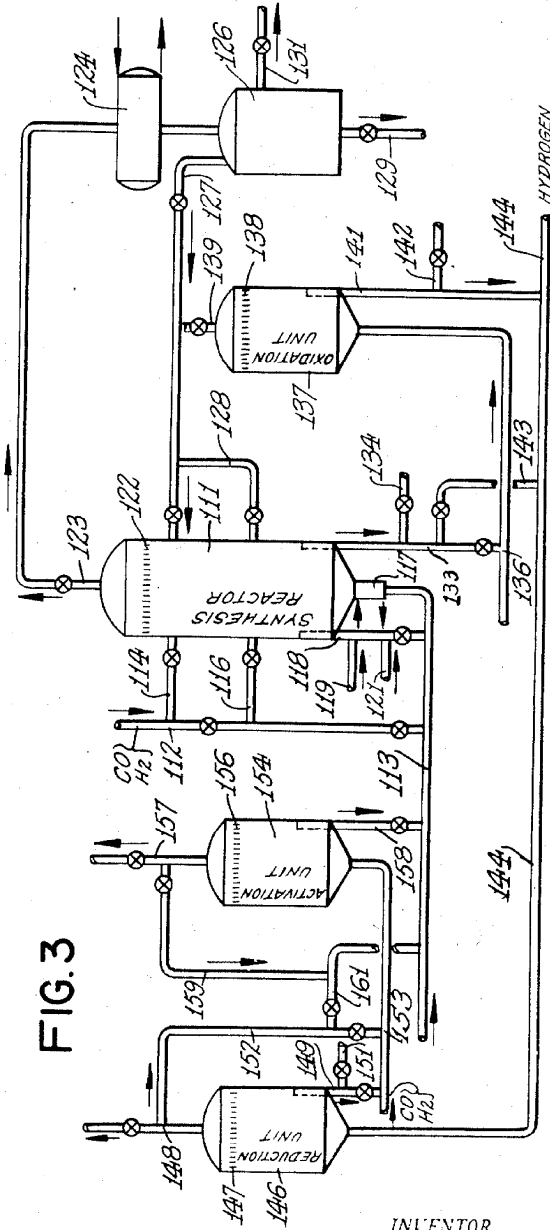 FIG. 3
124
126
131
127
129
123
139
138
OXIDATION
UNIT
137
141
142
144
HYDROGEN
122
111
SYNTHESIS
REACTOR
128
134
143
133
136
117
118
119
121
114
116
CO
H2
112
113
157
156
154
ACTIVATION
UNIT
158
159
161
144
153
152
151
149
CO
H2
148
147
REDUCTION
UNIT
146
INVENTOR